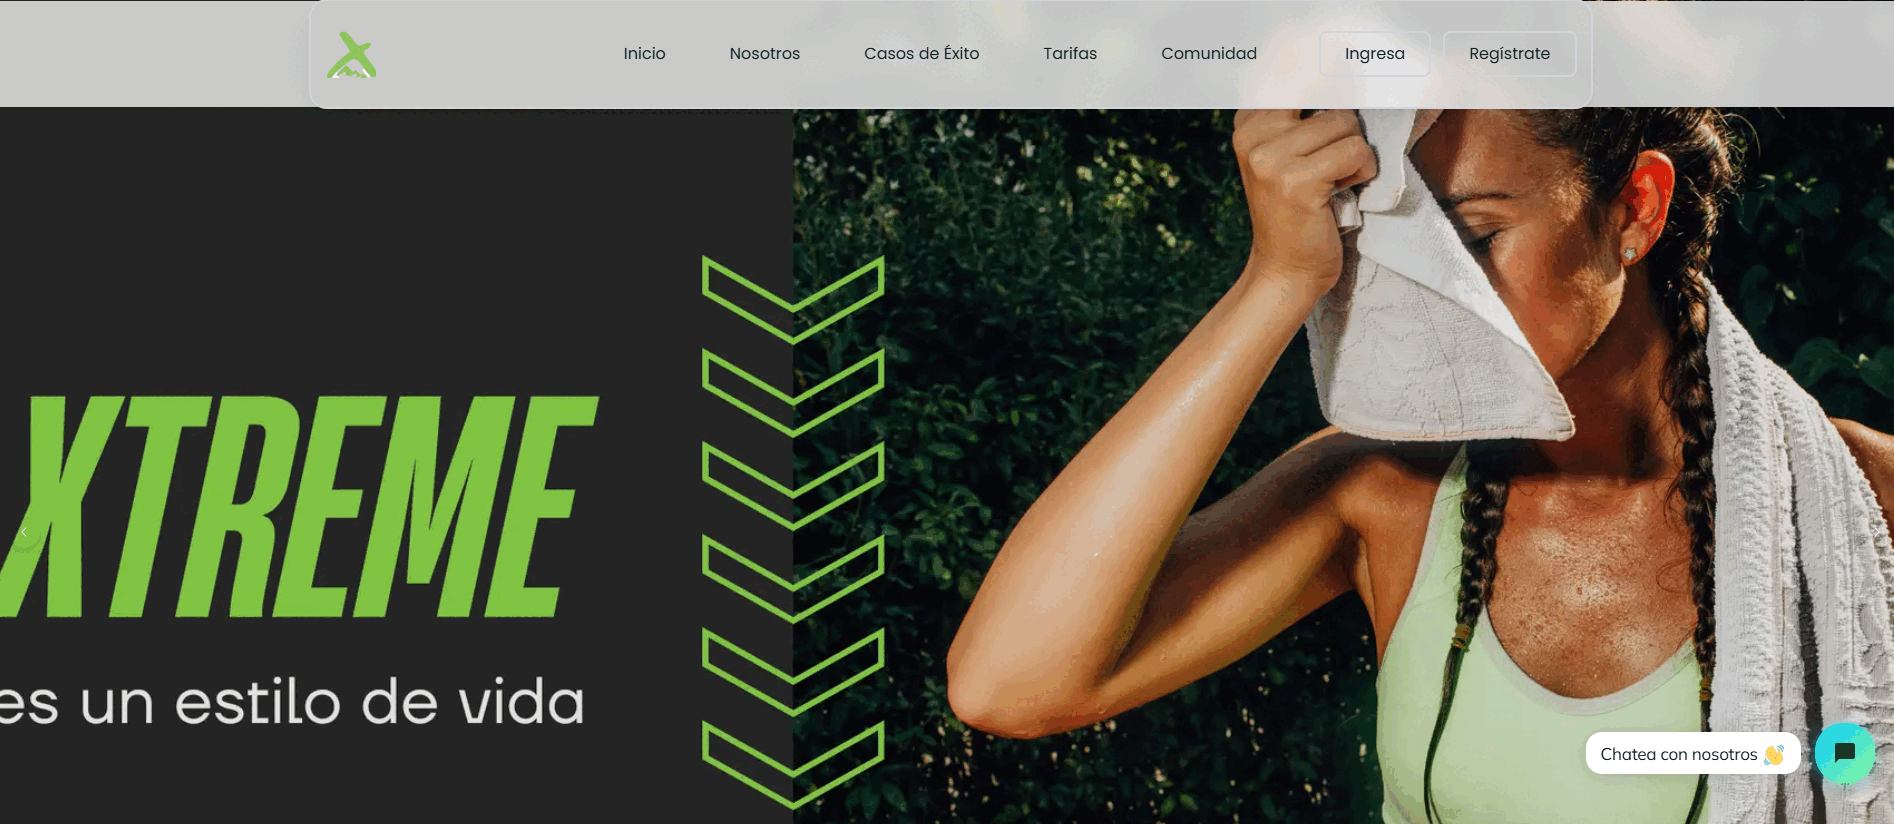 Inicio
Nosotros
Casos de Éxito
Tarifas
Comunidad
Ingresa
Regístrate
XTREME
es un estilo de vida
Chatea con nosotros 👋